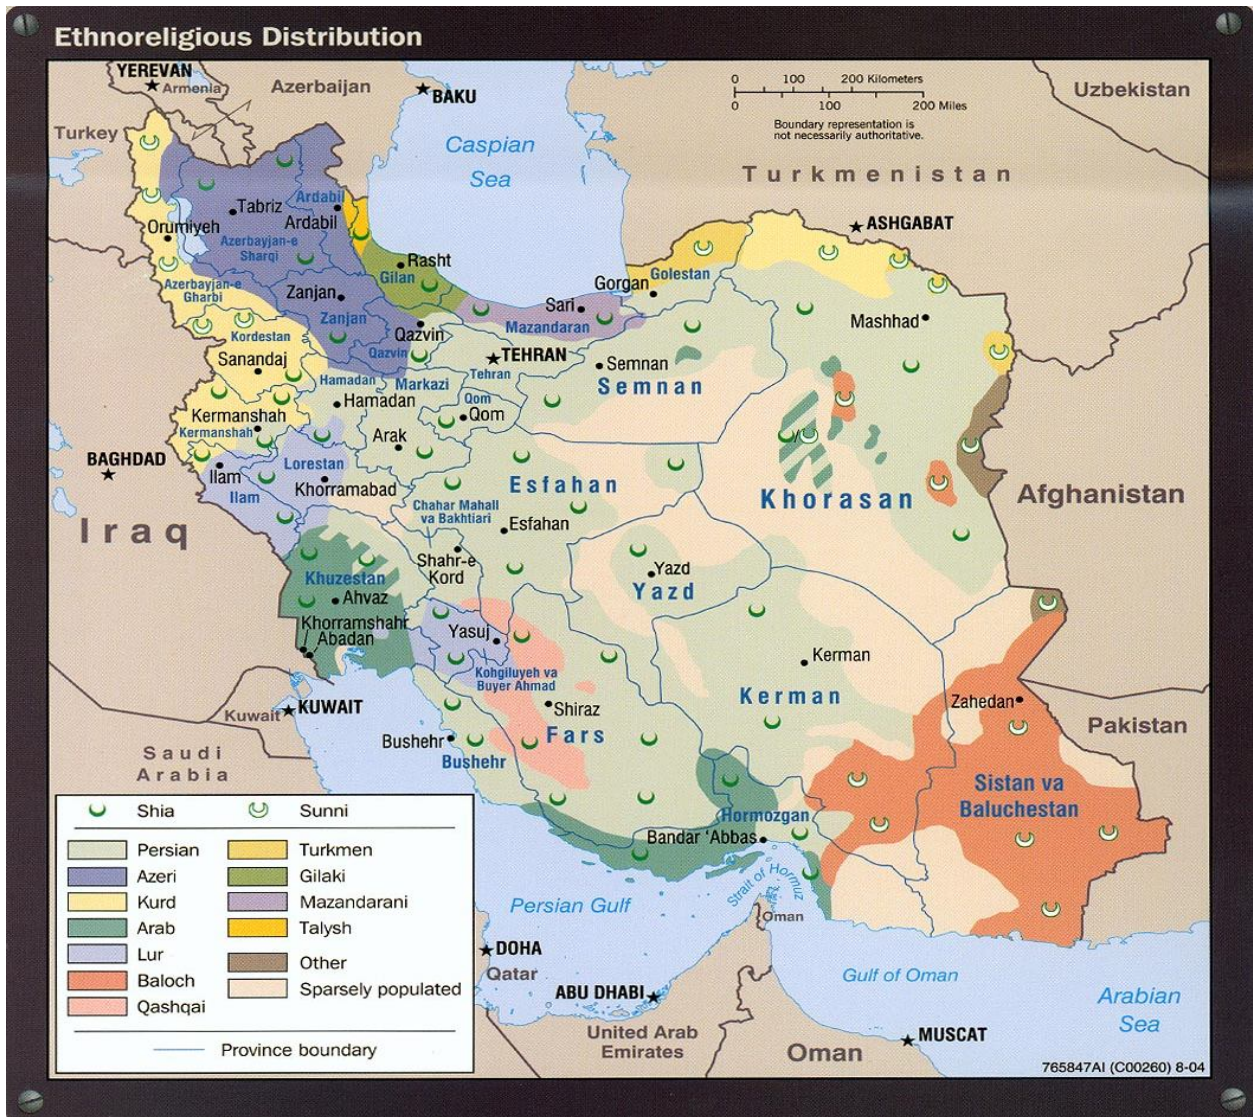 Ethnoreligious Distribution
YEREVAN
Armenia
Azerbaijan
BAKU
Turkey
Caspian
Sea
0 100 200 Kilometers
0 100 200 Miles
Boundary representation is
not necessarily authoritative.
Uzbekistan
Turkmenistan
ASHGABAT
Tabriz
Ardabil
Ardabil
Orumiyeh
Azerbayjan-e
Sharqi
Rasht
Gilan
Azerbayjan-e
Gharbi
Zanjan
Zanjan
Gorgan
Golestan
Sari
Mazandaran
Mashhad
Kordestan
Qazvin
Qazvin
Sanandaj
TEHRAN
Tehran
Semnan
Semnan
Hamadan
Hamadan
Markazi
Qom
Qom
Kermanshah
Kermanshah
Arak
BAGHDAD
Ilam
Ilam
Lorestan
Khorramabad
Esfahan
Esfahan
Khorasan
Afghanistan
Iraq
Chahar Mahall
va Bakhtiari
Shahr-e
Kord
Khuzestan
Ahvaz
Yazd
Yazd
Khorramshahr
Abadan
Yasuj
Kohgiluyeh va
Buyer Ahmad
Kerman
Kerman
Zahedan
Kuwait
KUWAIT
Shiraz
Fars
Pakistan
Saudi
Arabia
Bushehr
Bushehr
Sistan va
Baluchestan
Hormozgan
Bandar ‘Abbas
Strait of Hormuz
Oman
Persian Gulf
DOHA
Qatar
ABU DHABI
United Arab
Emirates
Gulf of Oman
Oman
MUSCAT
Arabian
Sea
Shia
Sunni
Persian
Azeri
Kurd
Arab
Lur
Baloch
Qashqai
Turkmen
Gilaki
Mazandarani
Talysh
Other
Sparsely populated
Province boundary
765847AI (C00260) 8-04